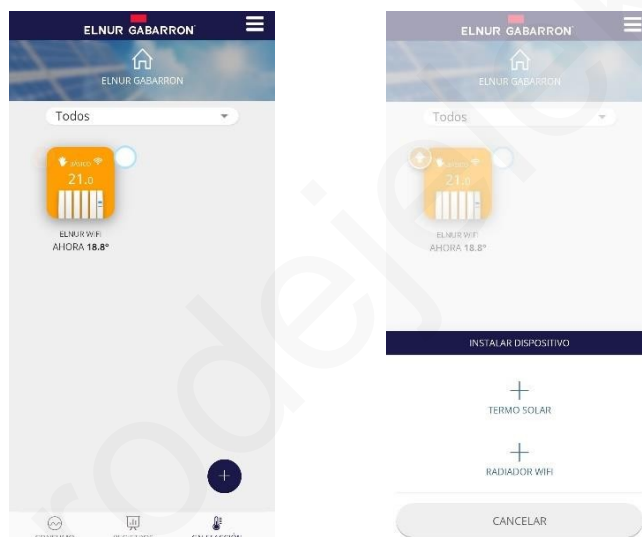 ELNUR GABARRON
ELNUR GABARRON
Todos
BÁSICO
21.0
ELNUR WIFI
AHORA 18.8°
ELNUR GABARRON
ELNUR GABARRON
Todos
21.0
ELNUR WIFI
AHORA 18.8°
INSTALAR DISPOSITIVO
TERMO SOLAR
RADIADOR WIFI
CANCELAR